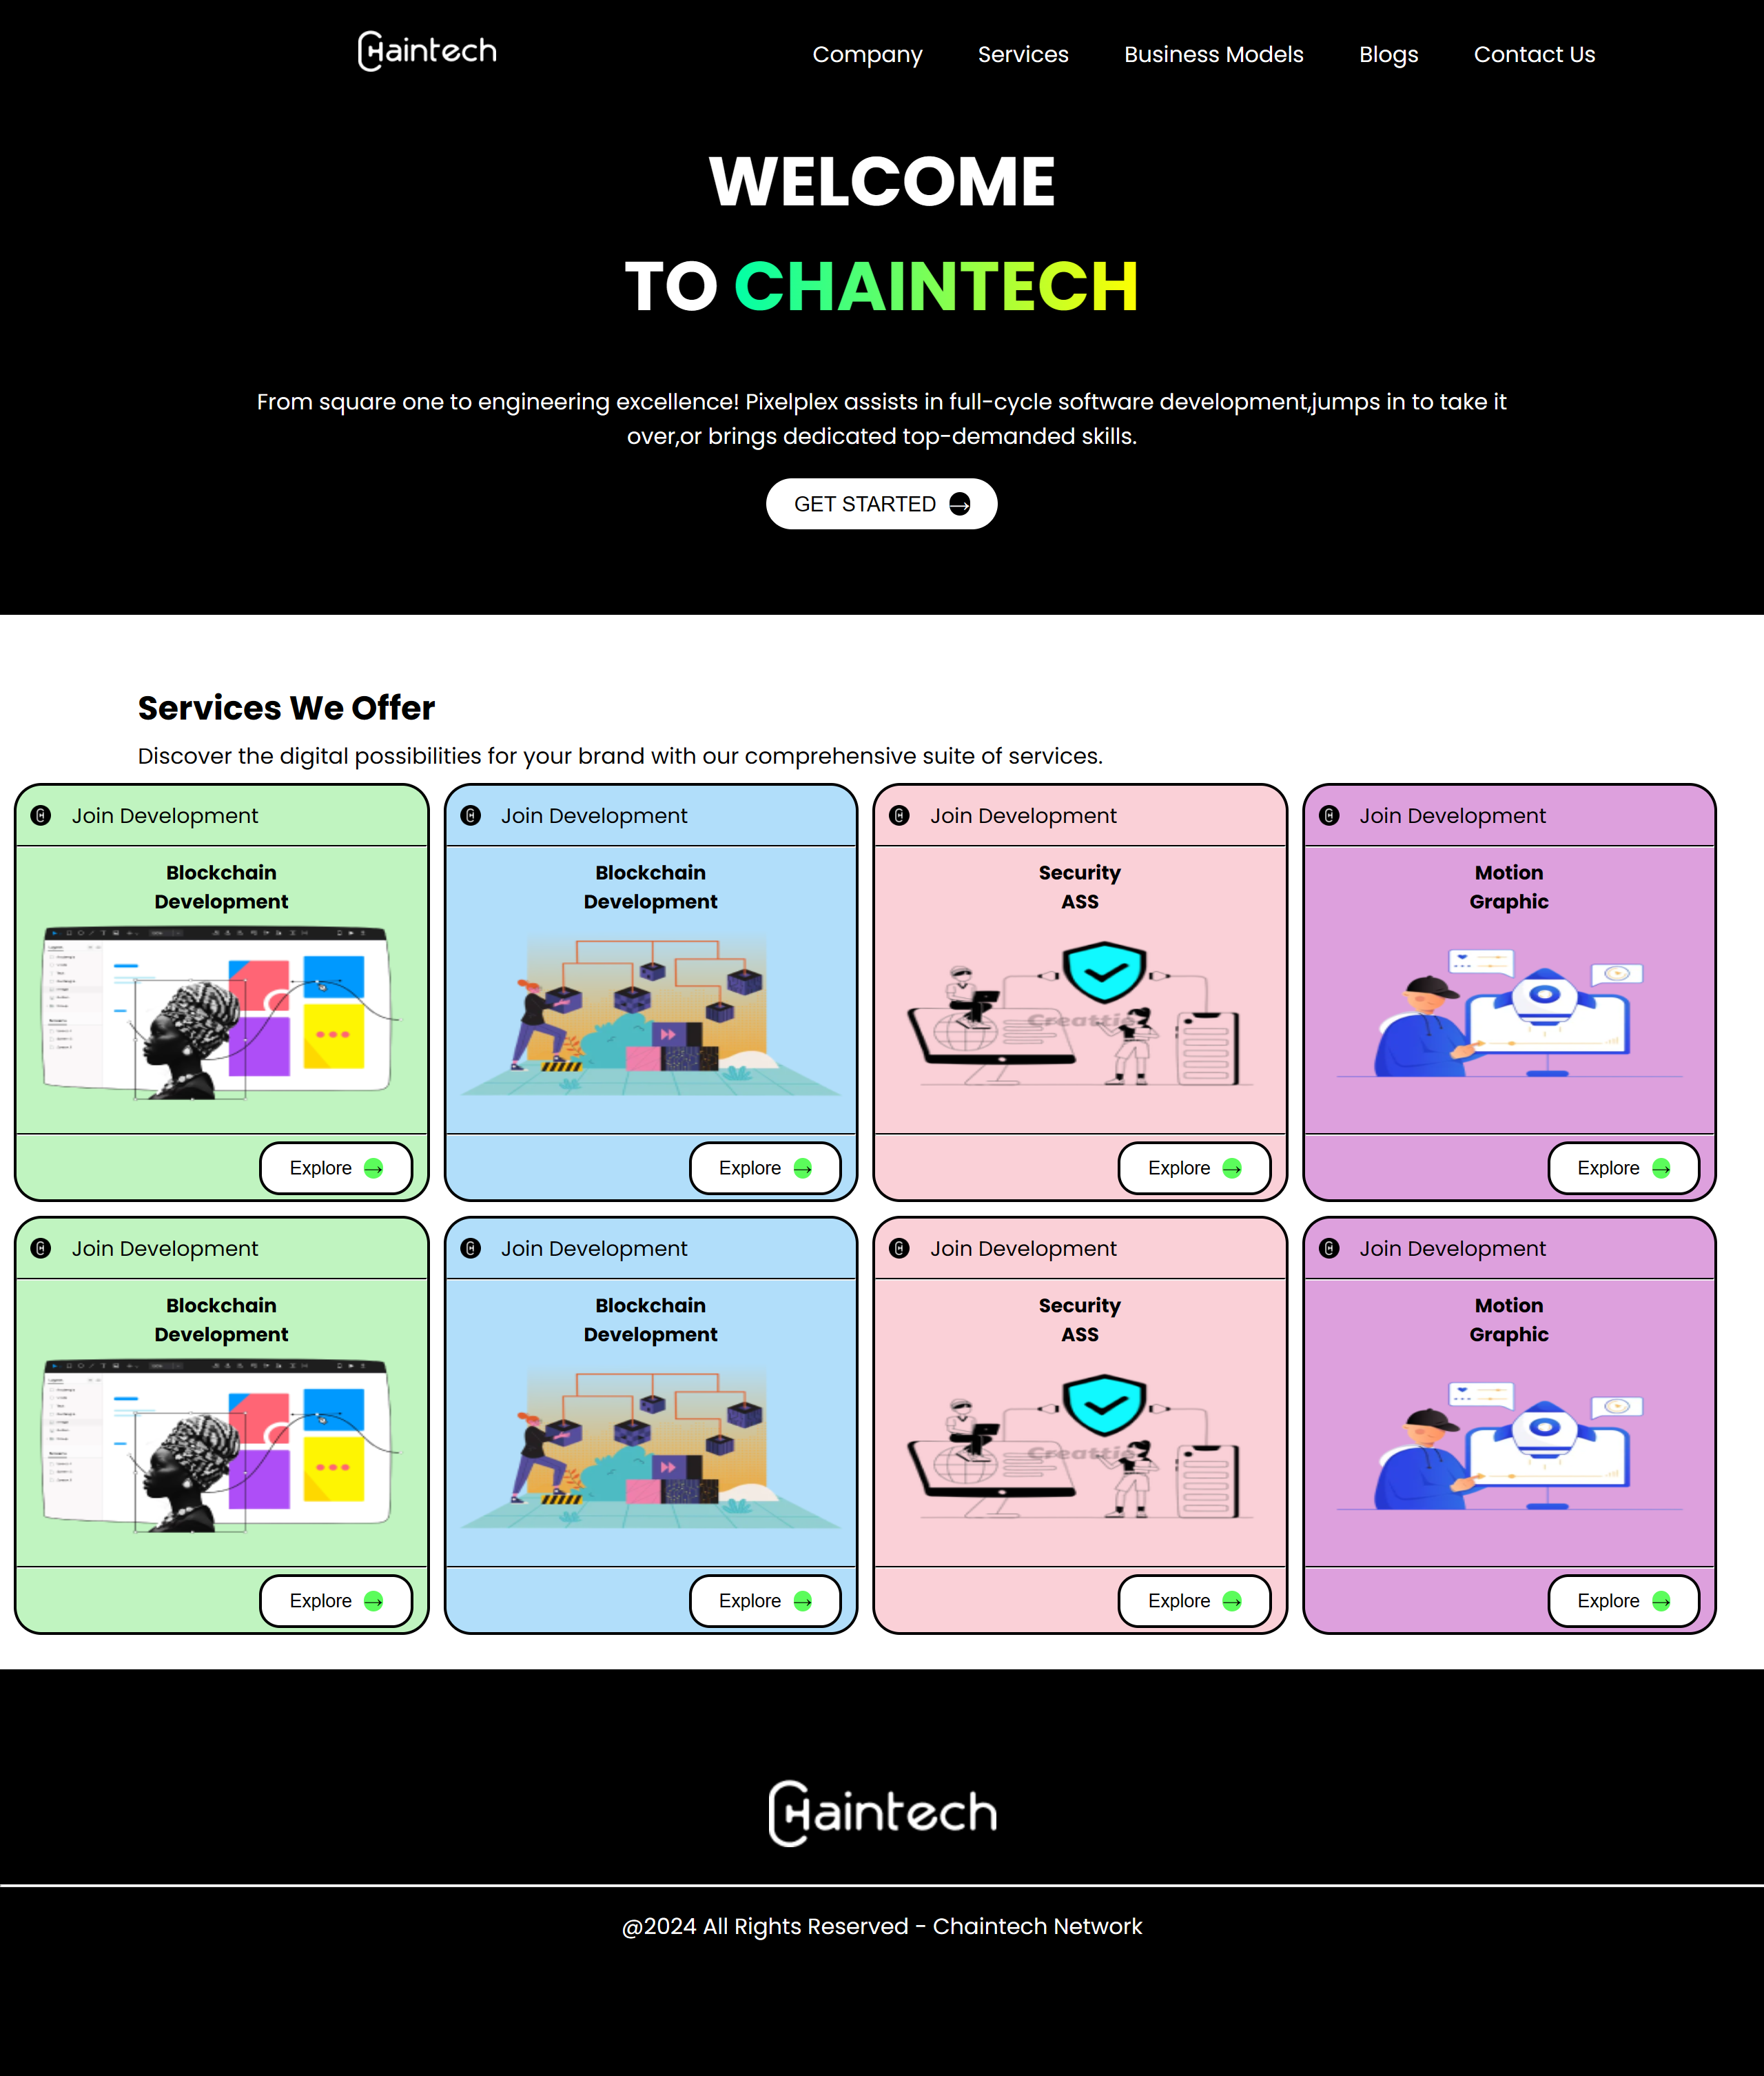 Chaintech
Company Services Business Models Blogs Contact Us
WELCOME
TO CHAINTECH
From square one to engineering excellence! Pixelplex assists in full-cycle software development,jumps in to take it
over,or brings dedicated top-demanded skills.
GET STARTED →
Services We Offer
Discover the digital possibilities for your brand with our comprehensive suite of services.
Join Development
Blockchain
Development
Explore →
Join Development
Blockchain
Development
Explore →
Join Development
Security
ASS
Creattie
Explore →
Join Development
Motion
Graphic
Explore →
Join Development
Blockchain
Development
Explore →
Join Development
Blockchain
Development
Explore →
Join Development
Security
ASS
Creattie
Explore →
Join Development
Motion
Graphic
Explore →
Chaintech
@2024 All Rights Reserved - Chaintech Network